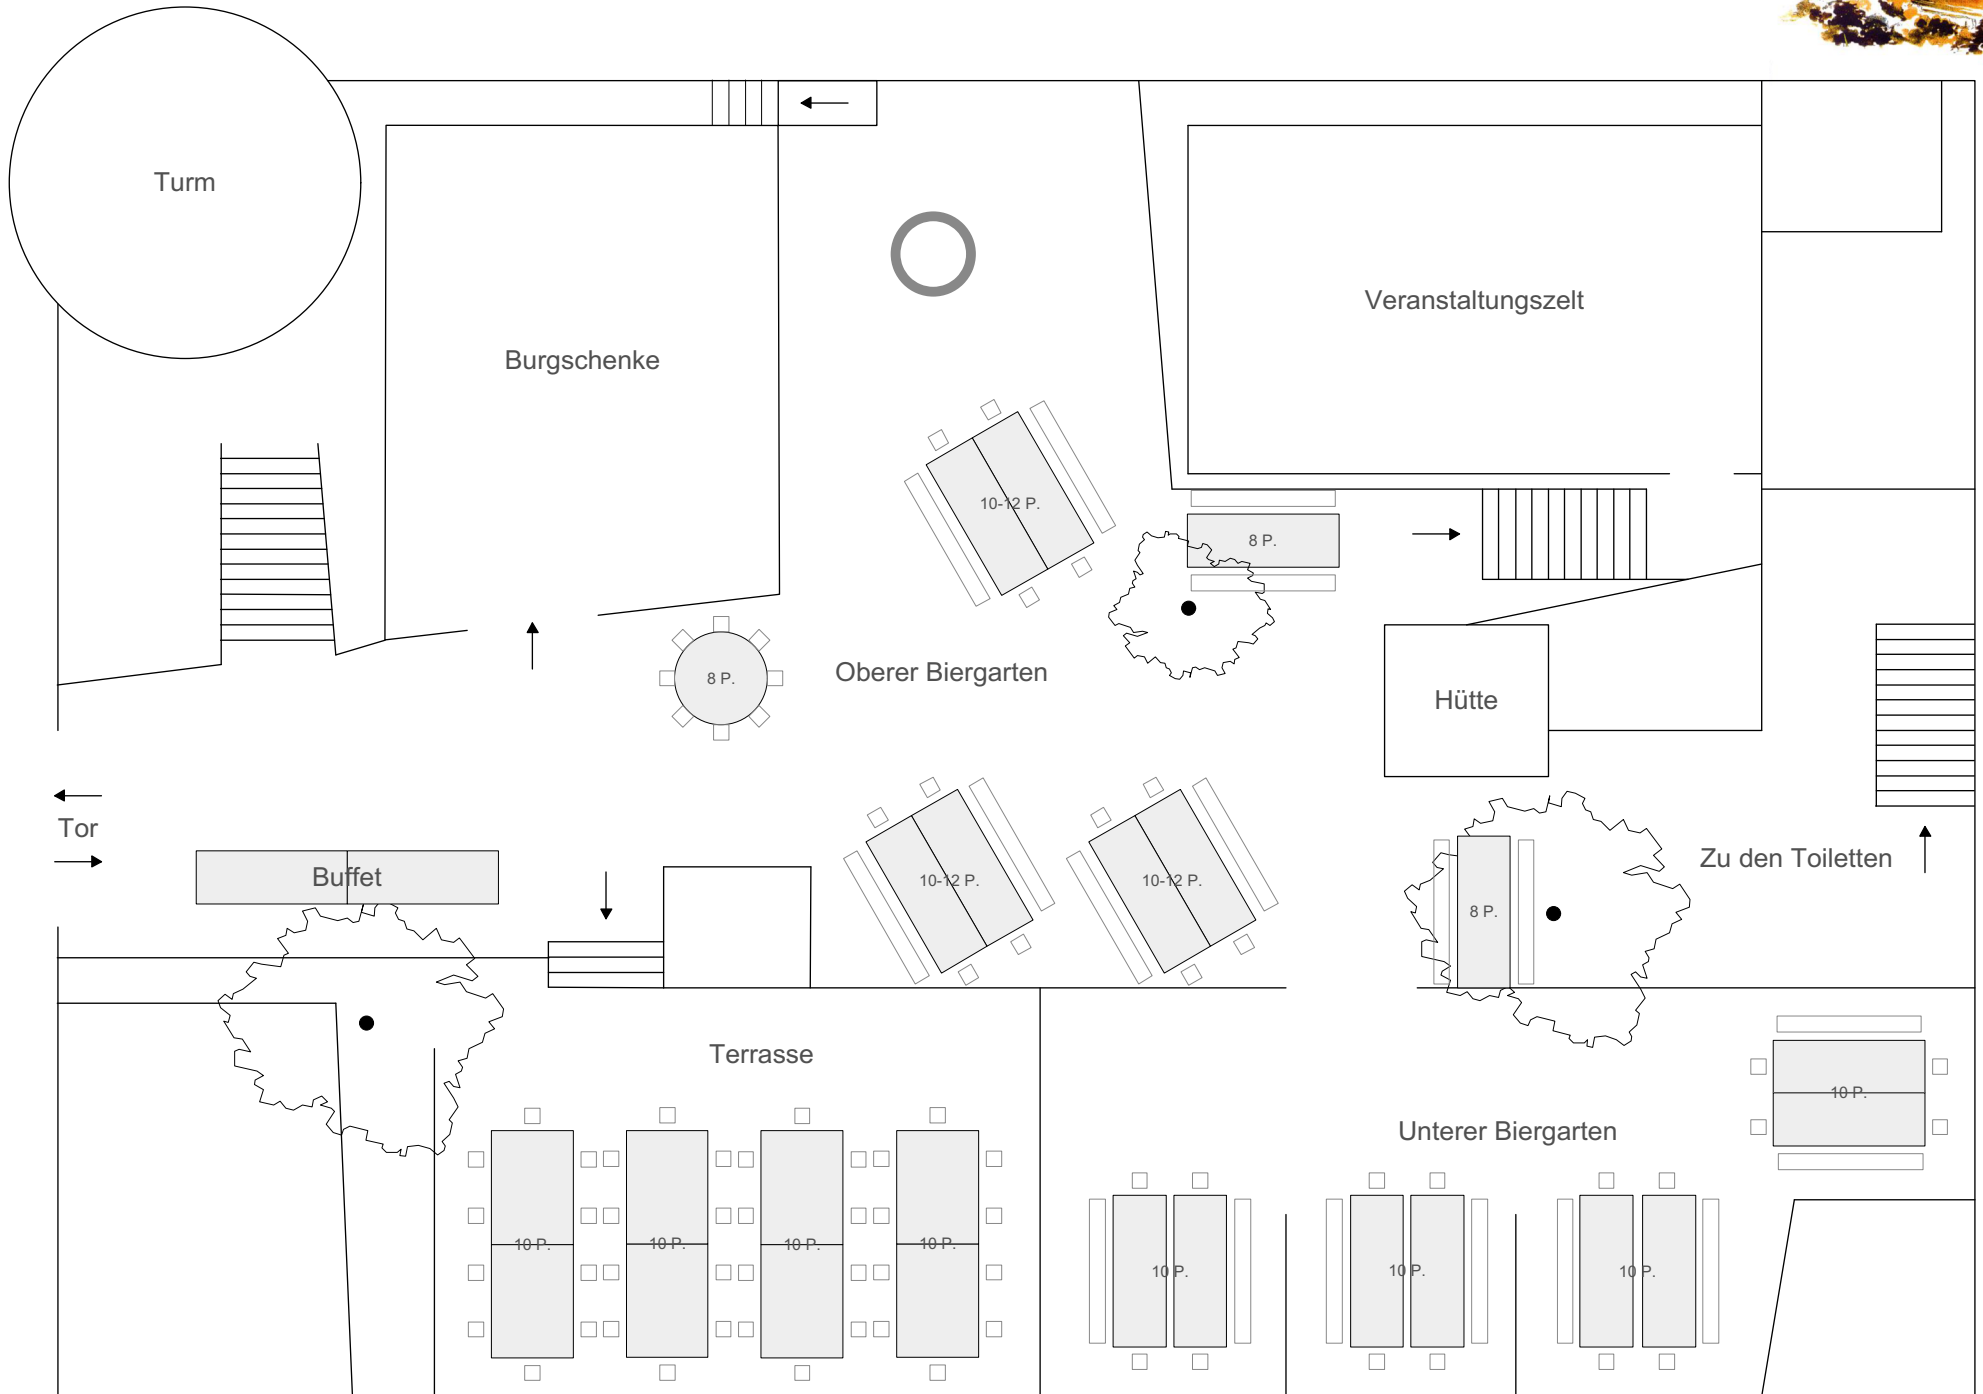 Turm
Veranstaltungszelt
Burgschenke
10-12 P.
8 P.
8 P.
Oberer Biergarten
Hütte
Tor
Buffet
10-12 P.
10-12 P.
8 P.
Zu den Toiletten
Terrasse
10 P.
Unterer Biergarten
10 P.
10 P.
10 P.
10 P.
10 P.
10 P.
10 P.